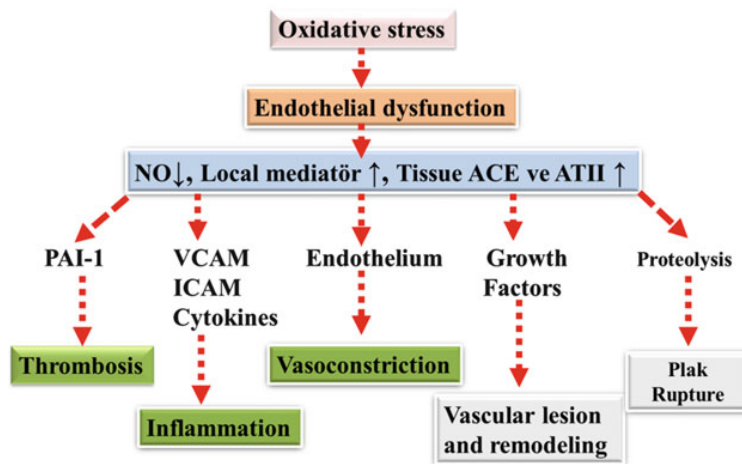 Oxidative stress
Endothelial dysfunction
NO↓, Local mediatör ↑, Tissue ACE ve ATII ↑
PAI-1
VCAM
ICAM
Cytokines
Endothelium
Growth
Factors
Proteolysis
Thrombosis
Inflammation
Vasoconstriction
Vascular lesion
and remodeling
Plak
Rupture